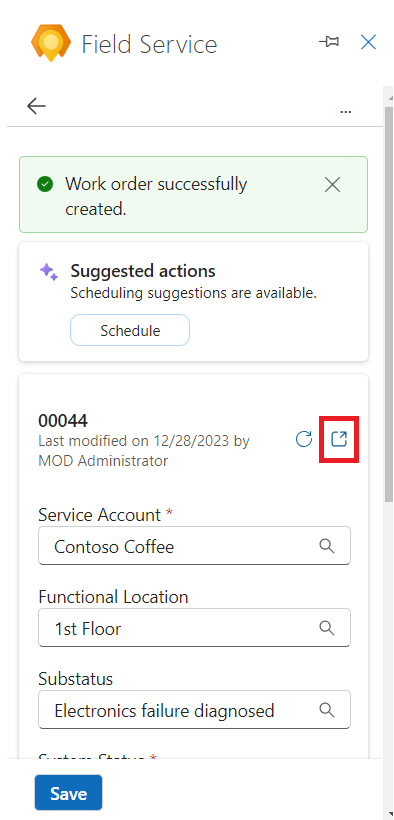 Field Service
...
Work order successfully
created.
Suggested actions
Scheduling suggestions are available.
Schedule
00044
Last modified on 12/28/2023 by
MOD Administrator
Service Account *
Contoso Coffee
Functional Location
1st Floor
Substatus
Electronics failure diagnosed
System Status *
Save